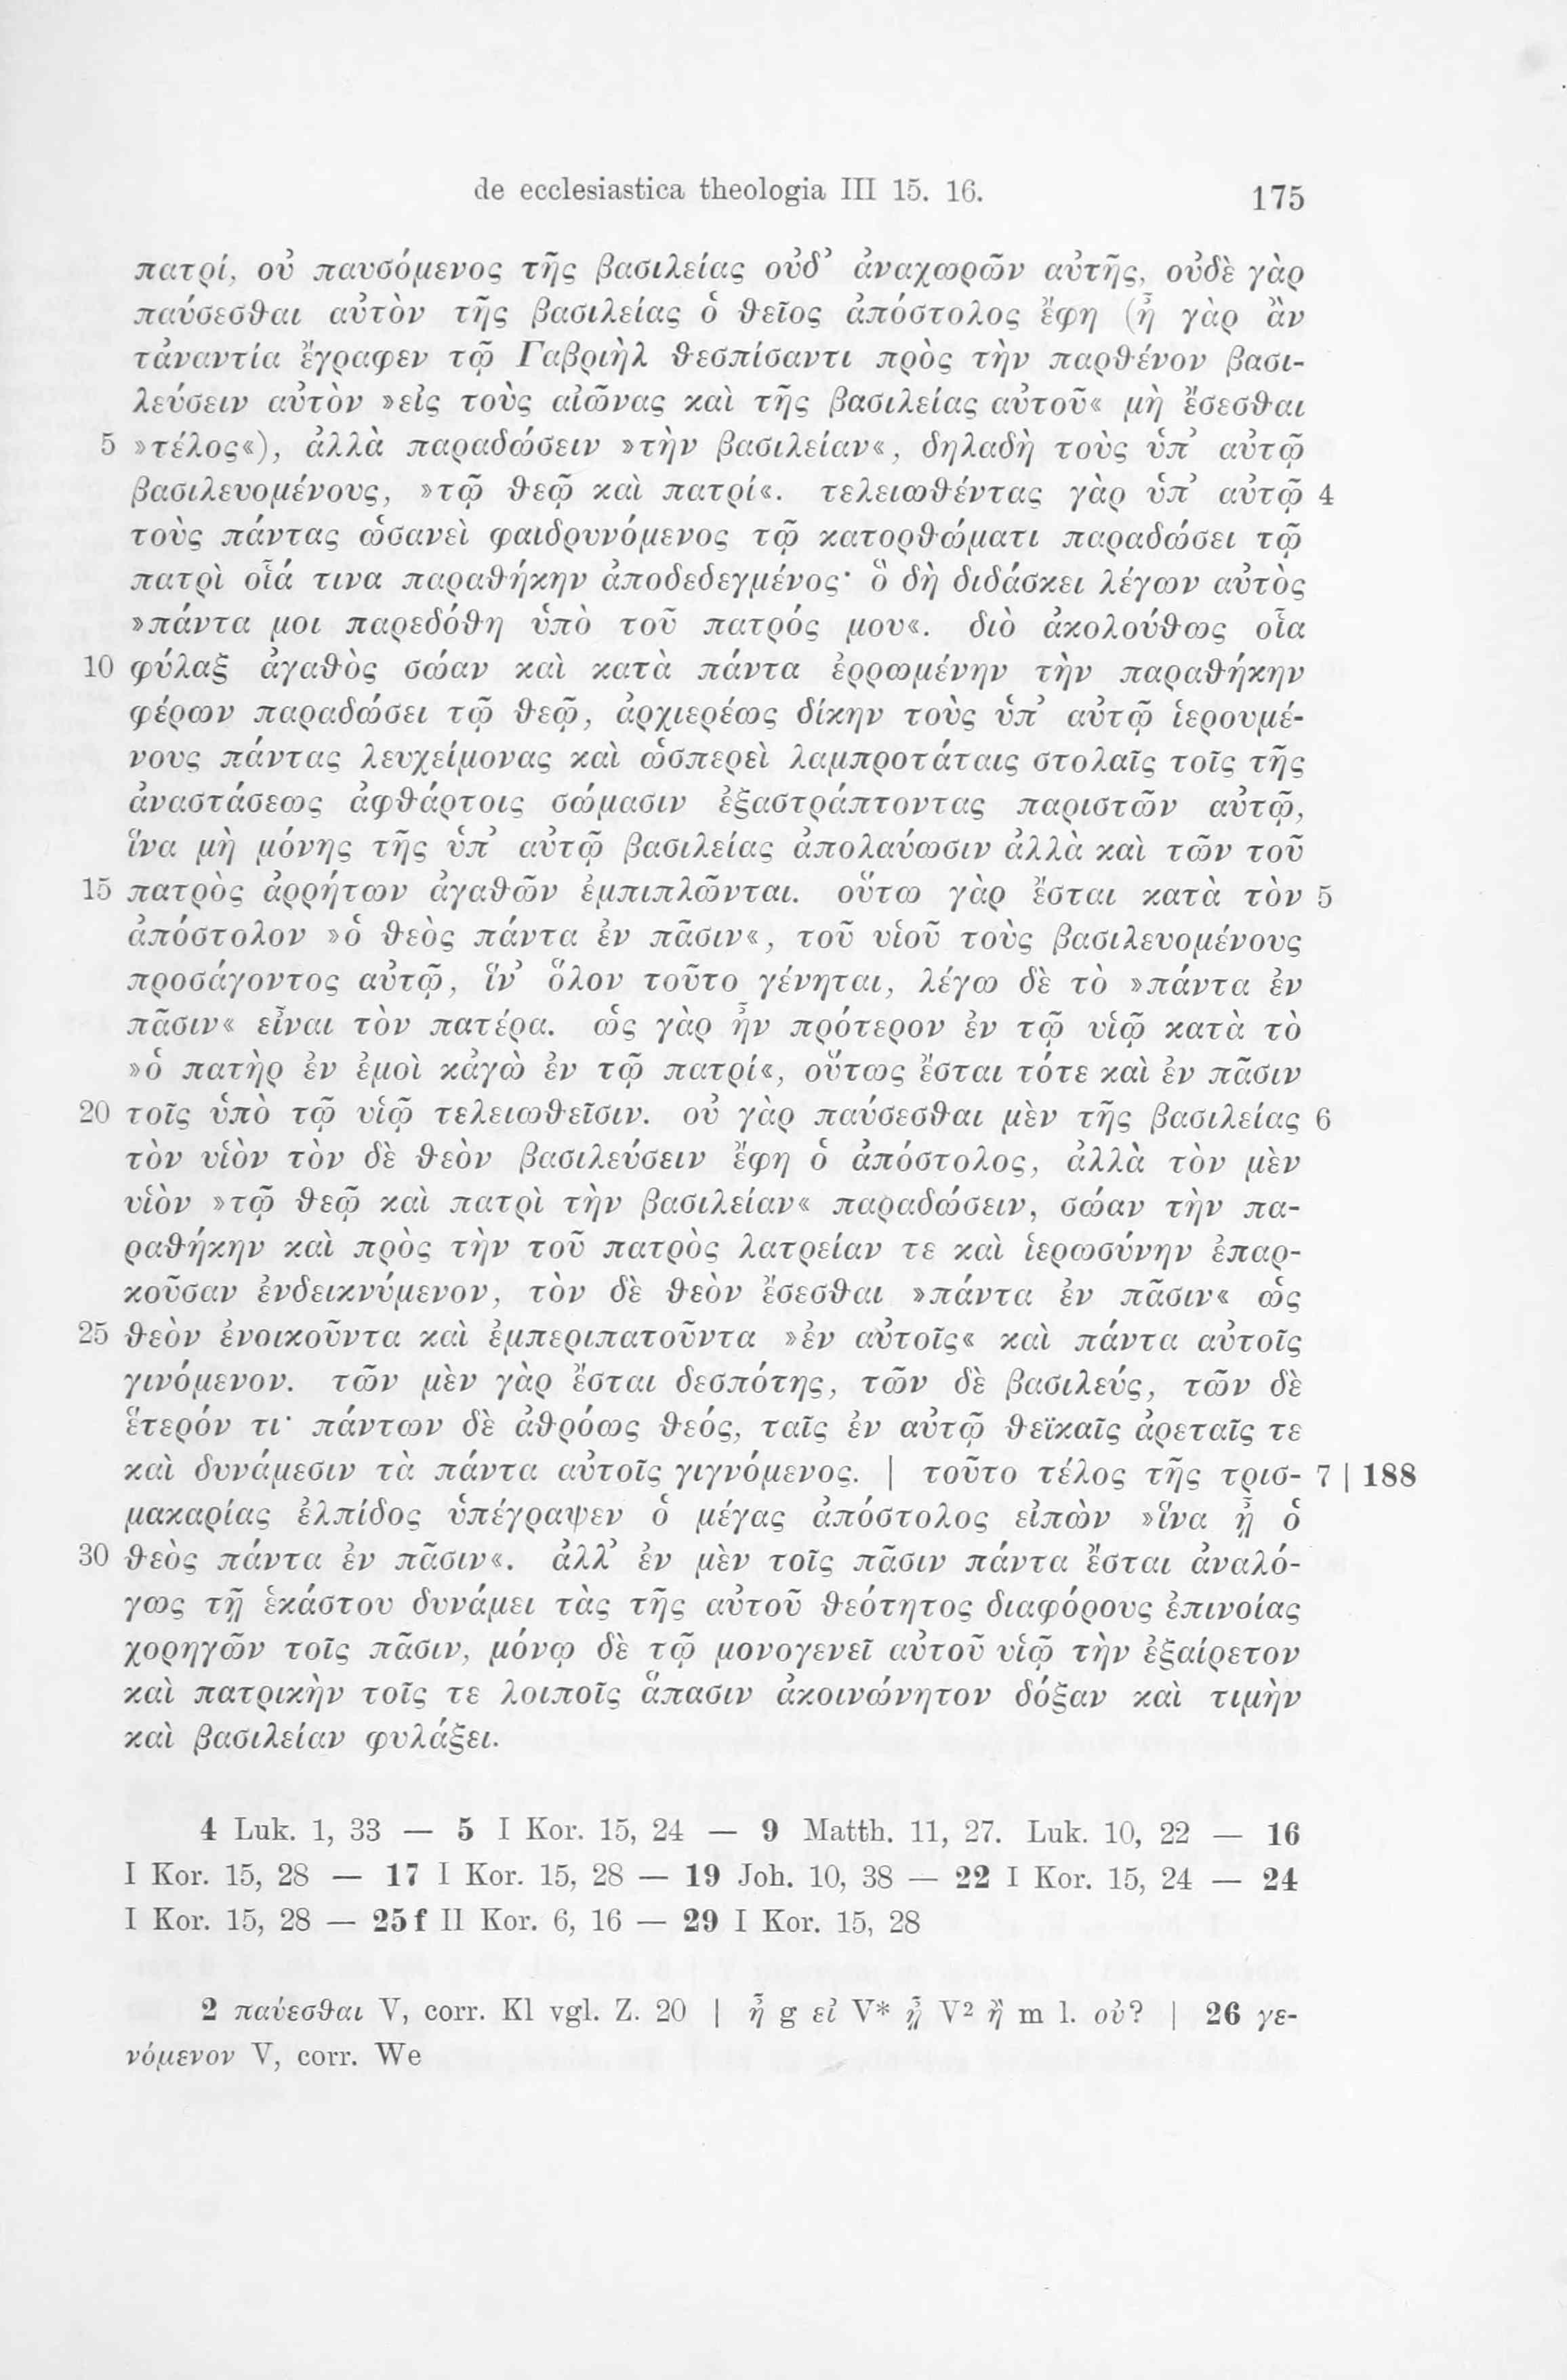 de ecclesiastica theologia III 15. 16. 175
πατρί, οὐ παυσόμενος τῆς βασιλείας οὐδ’ ἀναχωρῶν αὐτῆς, οὐδὲ γὰρ
παύσεσθαι αὐτὸν τῆς βασιλείας ὁ θεῖος ἀπόστολος ἔφη (ἦ γὰρ ἂν
τἀναντία ἔγραφεν τῷ Γαβριὴλ θεσπίσαντι πρὸς τὴν παρθένον βασι-
λεύσειν αὐτὸν »εἰς τοὺς αἰῶνας καὶ τῆς βασιλείας αὐτοῦ« μὴ ἔσεσθαι
5 »τέλος«), ἀλλὰ παραδώσειν »τὴν βασιλείαν«, δηλαδὴ τοὺς ὑπ’ αὐτῷ
βασιλευομένους, »τῷ θεῷ καὶ πατρί«. τελειωθέντας γὰρ ὑπ’ αὐτῷ 4
τοὺς πάντας ὡσανεὶ φαιδρυνόμενος τῷ κατορθώματι παραδώσει τῷ
πατρὶ οἷά τινα παραθήκην ἀποδεδεγμένος· ὃ δὴ διδάσκει λέγων αὐτὸς
»πάντα μοι παρεδόθη ὑπὸ τοῦ πατρός μου«. διὸ ἀκολούθως οἷα
10 φύλαξ ἀγαθὸς σώαν καὶ κατὰ πάντα ἐρρωμένην τὴν παραθήκην
φέρων παραδώσει τῷ θεῷ, ἀρχιερέως δίκην τοὺς ὑπ’ αὐτῷ ἱερουμέ-
νους πάντας λευχείμονας καὶ ὡσπερεὶ λαμπροτάταις στολαῖς τοῖς τῆς
ἀναστάσεως ἀφθάρτοις σώμασιν ἐξαστράπτοντας παριστῶν αὐτῷ,
ἵνα μὴ μόνης τῆς ὑπ’ αὐτῷ βασιλείας ἀπολαύωσιν ἀλλὰ καὶ τῶν τοῦ
15 πατρὸς ἀρρήτων ἀγαθῶν ἐμπιπλῶνται. οὕτω γὰρ ἔσται κατὰ τὸν 5
ἀπόστολον »ὁ θεὸς πάντα ἐν πᾶσιν«, τοῦ υἱοῦ τοὺς βασιλευομένους
προσάγοντος αὐτῷ, ἵν’ ὅλον τοῦτο γένηται, λέγω δὲ τὸ »πάντα ἐν
πᾶσιν« εἶναι τὸν πατέρα. ὡς γὰρ ἦν πρότερον ἐν τῷ υἱῷ κατὰ τὸ
»ὁ πατὴρ ἐν ἐμοὶ κἀγὼ ἐν τῷ πατρί«, οὕτως ἔσται τότε καὶ ἐν πᾶσιν
20 τοῖς ὑπὸ τῷ υἱῷ τελειωθεῖσιν. οὐ γὰρ παύσεσθαι μὲν τῆς βασιλείας 6
τὸν υἱὸν τὸν δὲ θεὸν βασιλεύσειν ἔφη ὁ ἀπόστολος, ἀλλὰ τὸν μὲν
υἱὸν »τῷ θεῷ καὶ πατρὶ τὴν βασιλείαν« παραδώσειν, σώαν τὴν πα-
ραθήκην καὶ πρὸς τὴν τοῦ πατρὸς λατρείαν τε καὶ ἱερωσύνην ἐπαρ-
κοῦσαν ἐνδεικνύμενον, τὸν δὲ θεὸν ἔσεσθαι »πάντα ἐν πᾶσιν« ὡς
25 θεὸν ἐνοικοῦντα καὶ ἐμπεριπατοῦντα »ἐν αὐτοῖς« καὶ πάντα αὐτοῖς
γινόμενον. τῶν μὲν γὰρ ἔσται δεσπότης, τῶν δὲ βασιλεύς, τῶν δὲ
ἕτερόν τι· πάντων δὲ ἀθρόως θεός, ταῖς ἐν αὐτῷ θεϊκαῖς ἀρεταῖς τε
καὶ δυνάμεσιν τὰ πάντα αὐτοῖς γιγνόμενος. | τοῦτο τέλος τῆς τρισ- 7 | 188
μακαρίας ἐλπίδος ὑπέγραψεν ὁ μέγας ἀπόστολος εἰπὼν »ἵνα ᾖ ὁ
30 θεὸς πάντα ἐν πᾶσιν«. ἀλλ’ ἐν μὲν τοῖς πᾶσιν πάντα ἔσται ἀναλό-
γως τῇ ἑκάστου δυνάμει τὰς τῆς αὐτοῦ θεότητος διαφόρους ἐπινοίας
χορηγῶν τοῖς πᾶσιν, μόνῳ δὲ τῷ μονογενεῖ αὐτοῦ υἱῷ τὴν ἐξαίρετον
καὶ πατρικὴν τοῖς τε λοιποῖς ἅπασιν ἀκοινώνητον δόξαν καὶ τιμὴν
καὶ βασιλείαν φυλάξει.
4 Luk. 1, 33 — 5 I Kor. 15, 24 — 9 Matth. 11, 27. Luk. 10, 22 — 16
I Kor. 15, 28 — 17 I Kor. 15, 28 — 19 Joh. 10, 38 — 22 I Kor. 15, 24 — 24
I Kor. 15, 28 — 25 f II Kor. 6, 16 — 29 I Kor. 15, 28
2 παύεσθαι V, corr. Kl vgl. Z. 20 | ἦ g εἰ V* ᾖ V² ἢ m l. οὐ? | 26 γε-
νόμενον V, corr. We